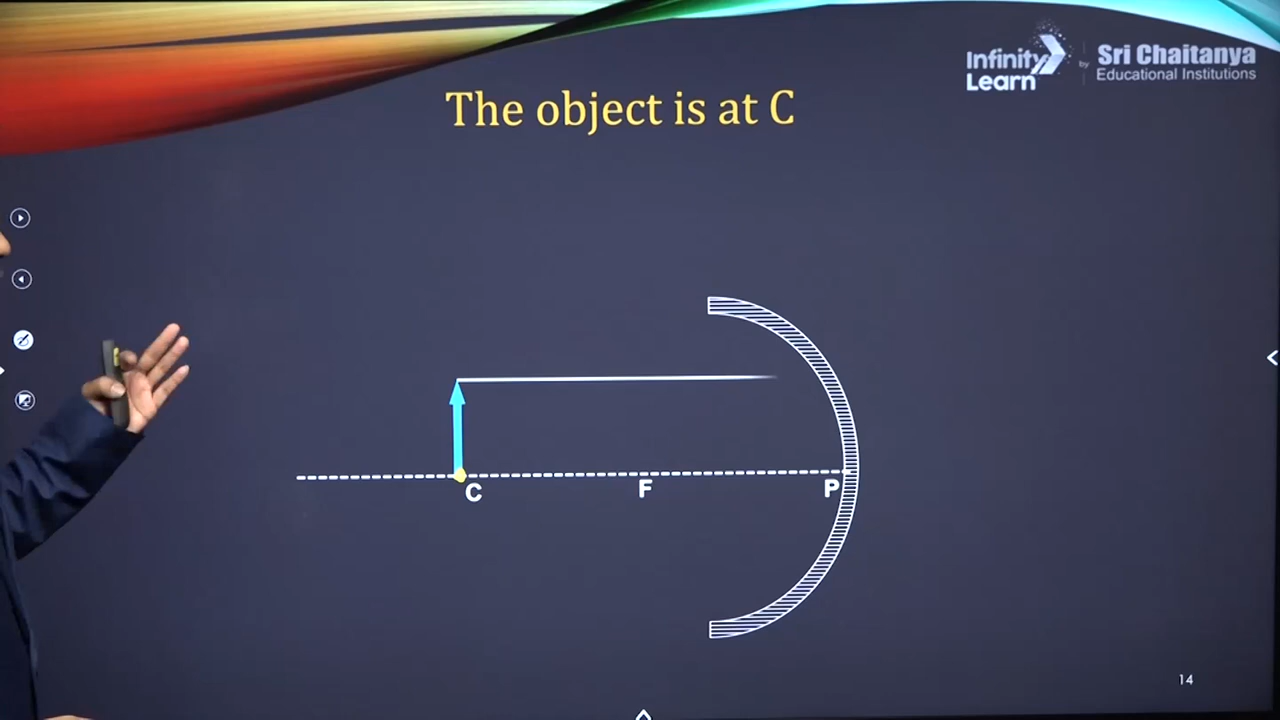 Infinity
Learn
by
Sri Chaitanya
Educational Institutions
The object is at C
C
F
P
14